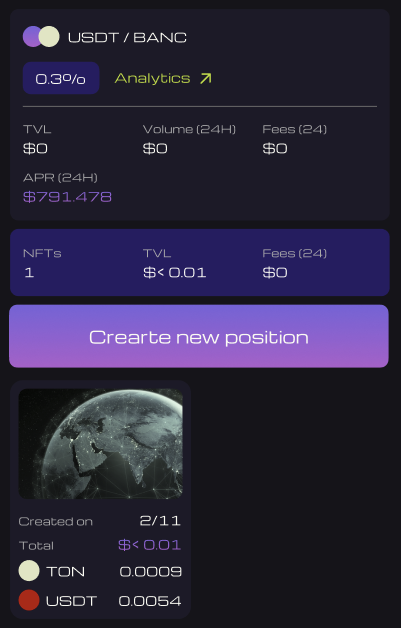 USDT / BANC
0.3% Analytics
TVL Volume (24H) Fees (24)
$0 $0 $0
APR (24H)
$791.478
NFTs TVL Fees (24)
1 $< 0.01 $0
Crearte new position
Created on 2/11
Total $< 0.01
TON 0.0009
USDT 0.0054